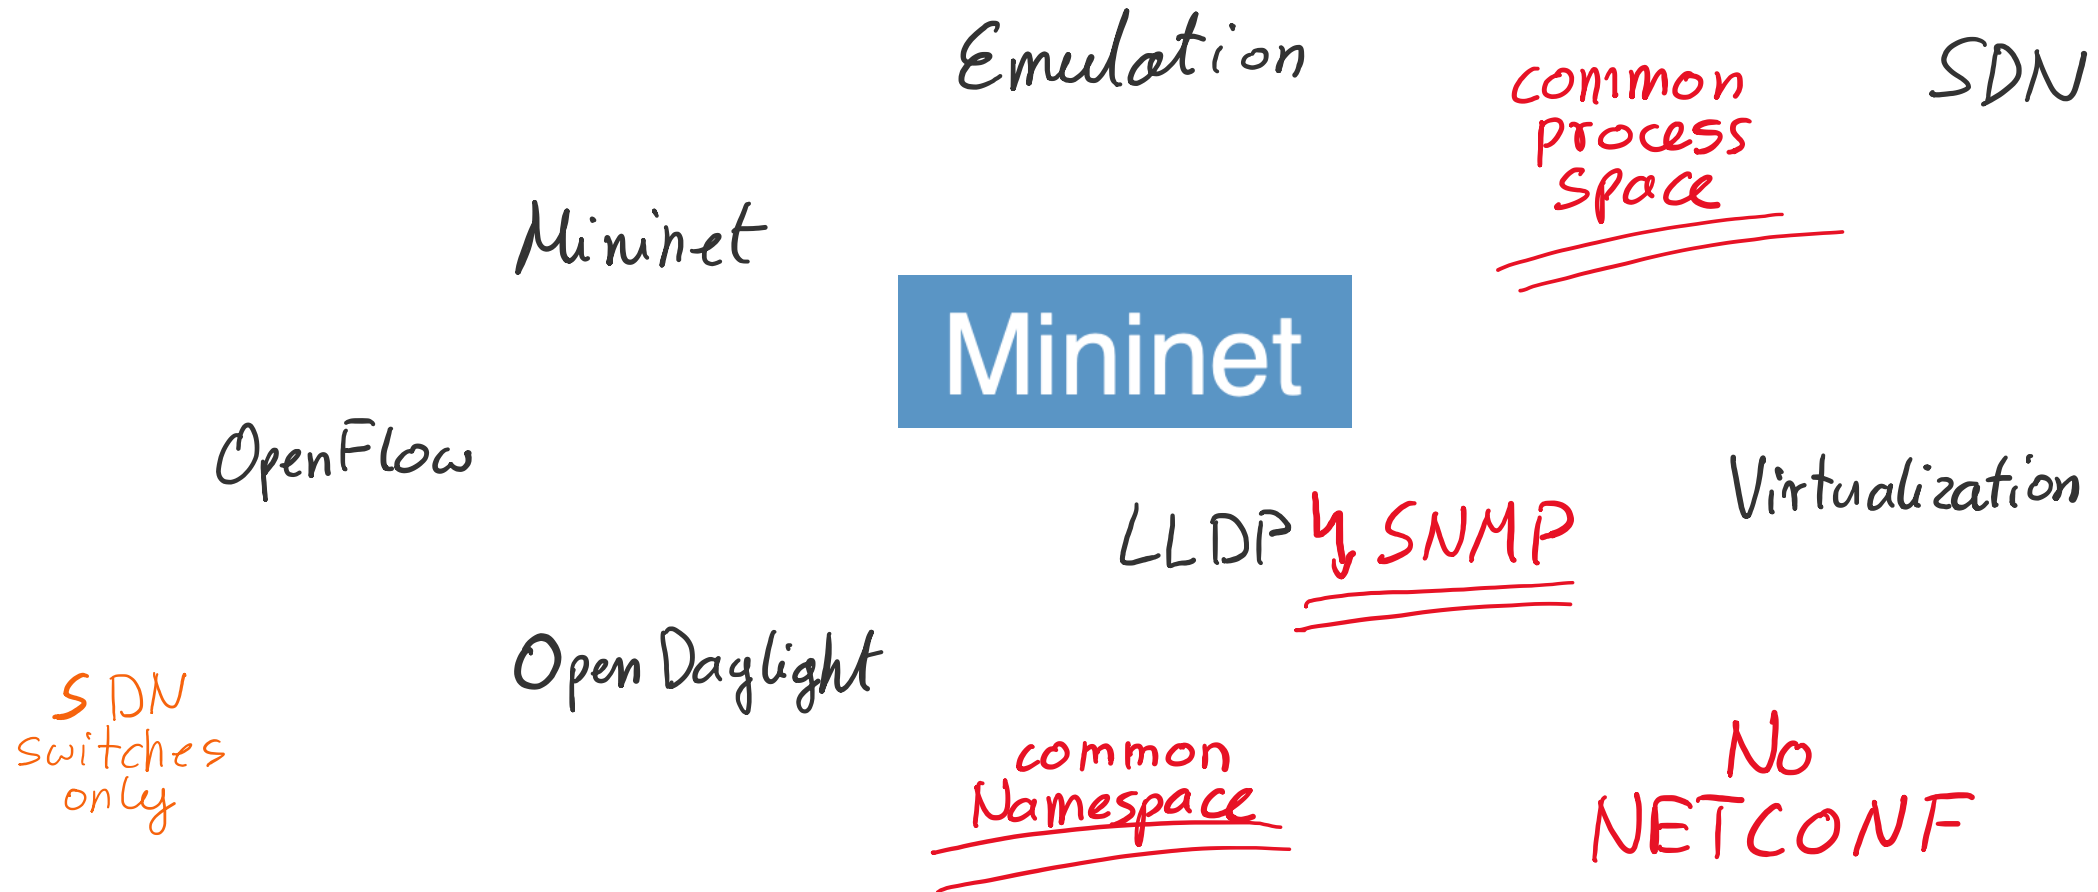 Emulation
SDN
common
process
space
Mininet
Mininet
OpenFlow
Virtualization
LLDP SNMP
OpenDaylight
SDN
switches
only
common
Namespace
No
NETCONF